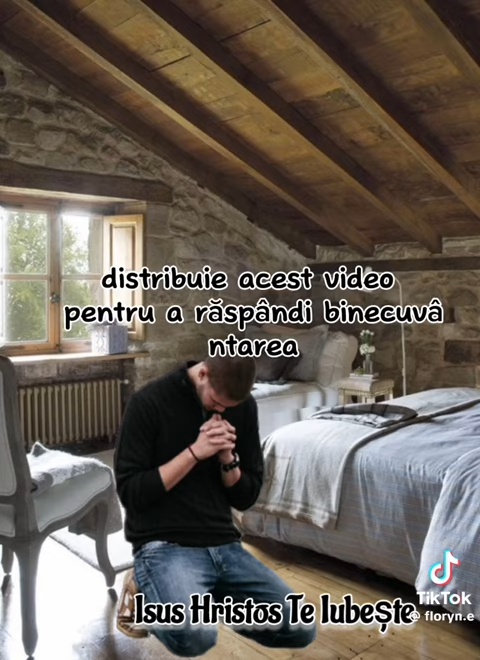 distribuie acest video
pentru a răspândi binecuvâ
ntarea
Isus Hristos Te Iubește
TikTok
@ floryn.e